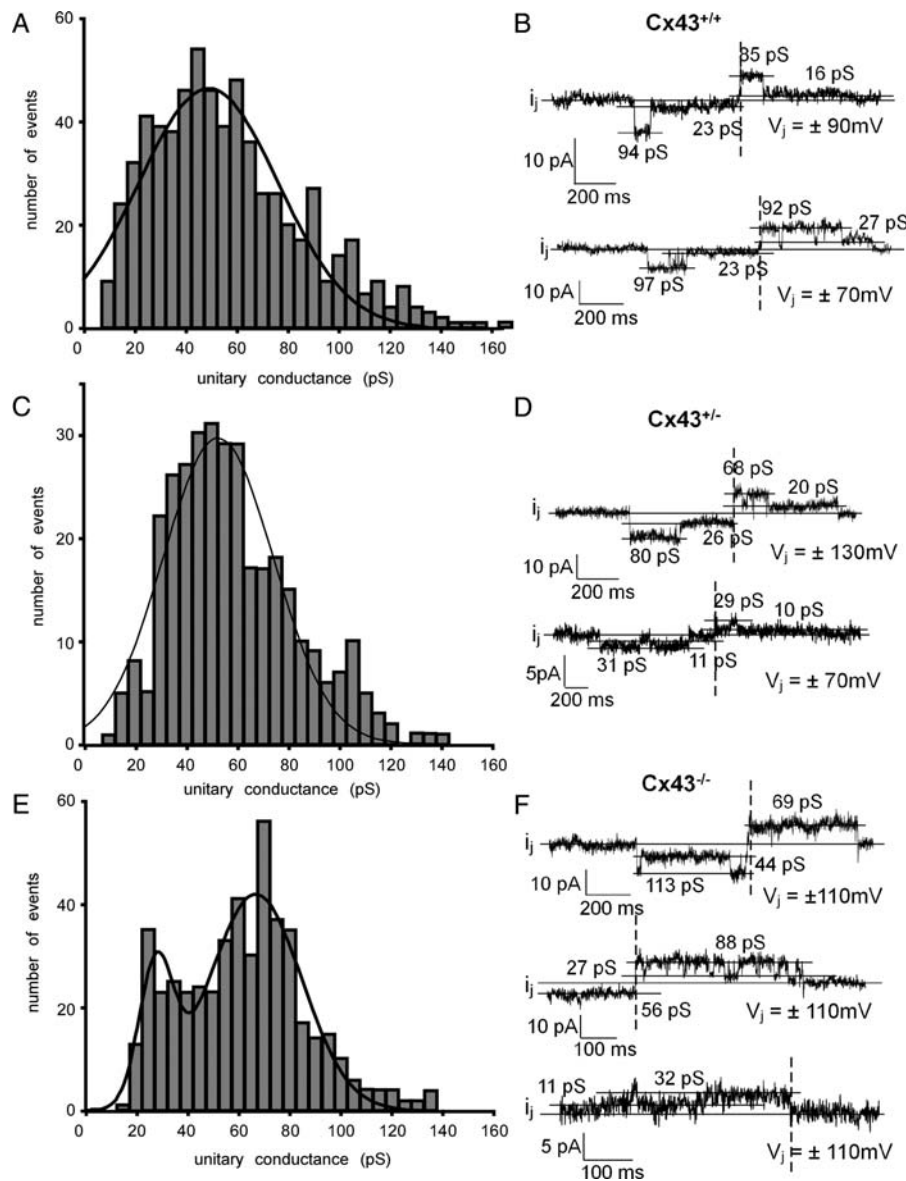 A
60
40
20
0
number of events
0 20 40 60 80 100 120 140 160
unitary conductance (pS)
B
Cx43+/+
35 pS
16 pS
ij
94 pS
23 pS
Vj = ± 90mV
10 pA
200 ms
92 pS
27 pS
ij
97 pS
23 pS
Vj = ± 70mV
10 pA
200 ms
C
30
20
10
0
number of events
0 20 40 60 80 100 120 140 160
unitary conductance (pS)
D
Cx43+/-
68 pS
20 pS
ij
80 pS
26 pS
Vj = ± 130mV
10 pA
200 ms
29 pS
10 pS
ij
31 pS
11 pS
Vj = ± 70mV
5pA
200 ms
E
60
40
20
0
number of events
0 20 40 60 80 100 120 140 160
unitary conductance (pS)
F
Cx43-/-
69 pS
ij
113 pS
44 pS
Vj = ±110mV
10 pA
200 ms
27 pS
88 pS
ij
56 pS
Vj = ± 110mV
10 pA
100 ms
11 pS
32 pS
ij
Vj = ± 110mV
5 pA
100 ms